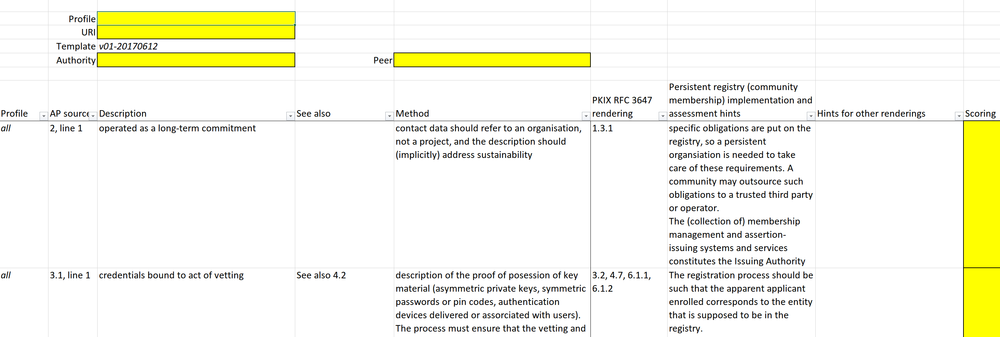 Profile
URI
Template v01-20170612
Authority Peer
Profile AP source Description See also Method PKIX RFC 3647 rendering Persistent registry (community membership) implementation and assessment hints Hints for other renderings Scoring
all
2, line 1
operated as a long-term commitment
contact data should refer to an organisation,
not a project, and the description should
(implicitly) address sustainability
1.3.1
specific obligations are put on the
registry, so a persistent
organsiation is needed to take
care of these requirements. A
community may outsource such
obligations to a trusted third party
or operator.
The (collection of) membership
management and assertion-
issuing systems and services
constitutes the Issuing Authority
all
3.1, line 1
credentials bound to act of vetting
See also 4.2
description of the proof of posession of key
material (asymmetric private keys, symmetric
passwords or pin codes, authentication
devices delivered or assorciated with users).
The process must ensure that the vetting and
3.2, 4.7, 6.1.1,
6.1.2
The registration process should be
such that the apparent applicant
enrolled corresponds to the entity
that is supposed to be in the
registry.